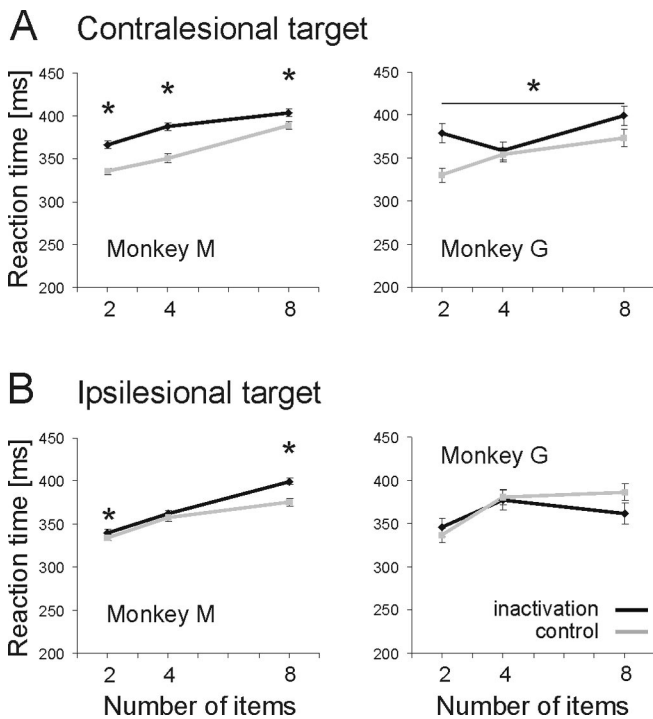 A Contralesional target
Reaction time [ms]
450
400
350
300
250
200
* * *
Monkey M
2 4 8
450
400
350
300
250
200
*
Monkey G
2 4 8
B Ipsilesional target
Reaction time [ms]
450
400
350
300
250
200
* *
Monkey M
2 4 8
Number of items
450
400
350
300
250
200
Monkey G
inactivation
control
2 4 8
Number of items